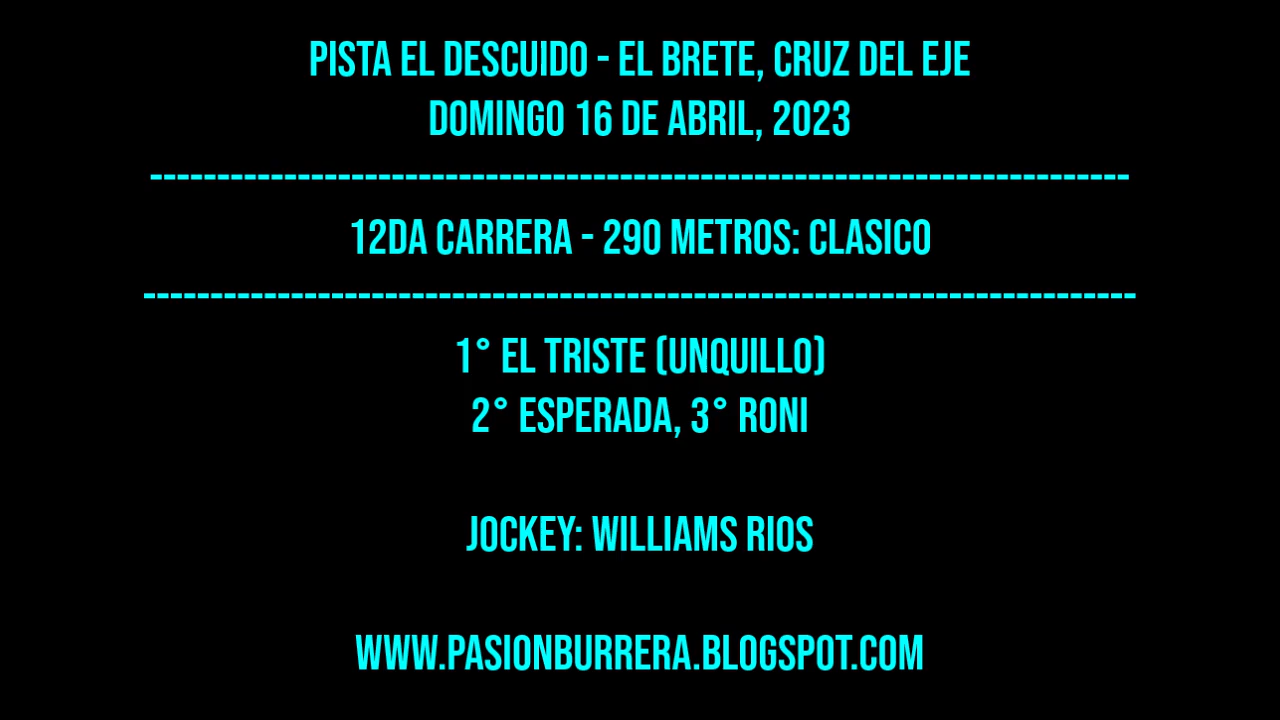 PISTA EL DESCUIDO - EL BRETE, CRUZ DEL EJE
DOMINGO 16 DE ABRIL, 2023
-------------------------------------------------------------------------
12DA CARRERA - 290 METROS: CLASICO
--------------------------------------------------------------------------
1° EL TRISTE (UNQUILLO)
2° ESPERADA, 3° RONI
JOCKEY: WILLIAMS RIOS
WWW.PASIONBURRERA.BLOGSPOT.COM